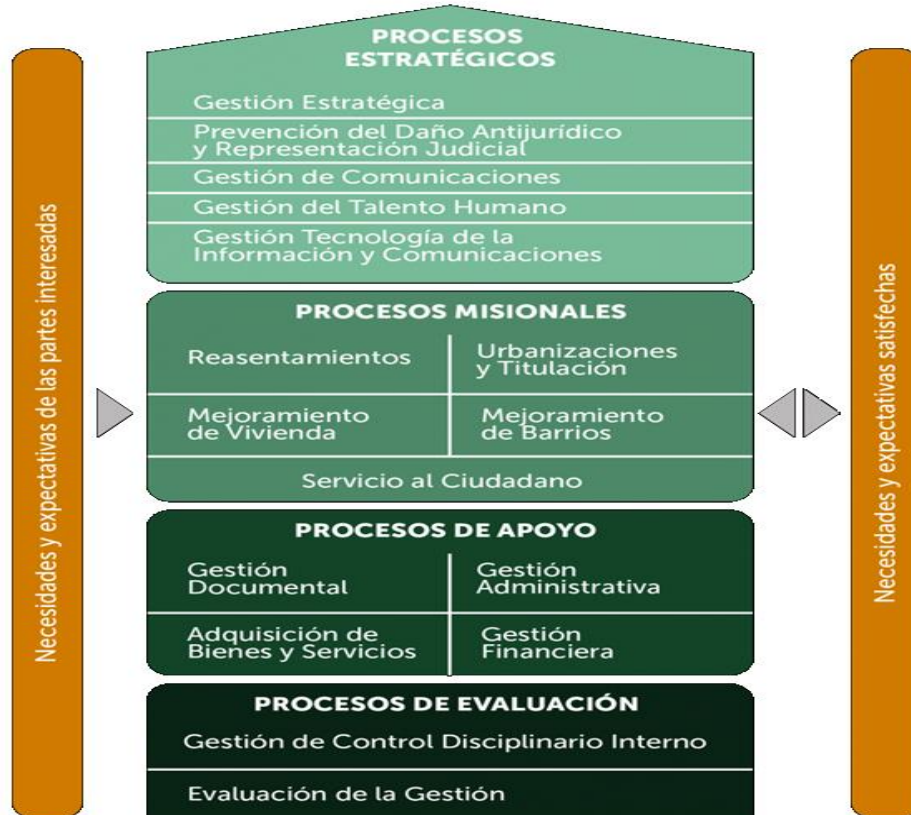 Necesidades y expectativas de las partes interesadas
PROCESOS
ESTRATÉGICOS
Gestión Estratégica
Prevención del Daño Antijurídico
y Representación Judicial
Gestión de Comunicaciones
Gestión del Talento Humano
Gestión Tecnología de la
Información y Comunicaciones
PROCESOS MISIONALES
Reasentamientos
Urbanizaciones
y Titulación
Mejoramiento
de Vivienda
Mejoramiento
de Barrios
Servicio al Ciudadano
PROCESOS DE APOYO
Gestión
Documental
Gestión
Administrativa
Adquisición de
Bienes y Servicios
Gestión
Financiera
PROCESOS DE EVALUACIÓN
Gestión de Control Disciplinario Interno
Evaluación de la Gestión
Necesidades y expectativas satisfechas